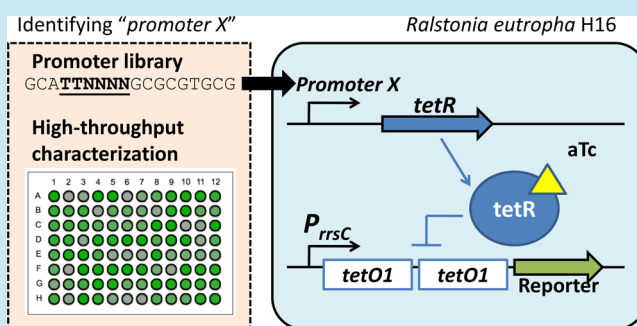 Identifying “promoter X”
Ralstonia eutropha H16
Promoter library
GCATTNNNNGCGCGTGCG
High-throughput
characterization
1 2 3 4 5 6 7 8 9 10 11 12
A
B
C
D
E
F
G
H
Promoter X
tetR
aTc
tetR
PrrsC
tetO1
tetO1
Reporter